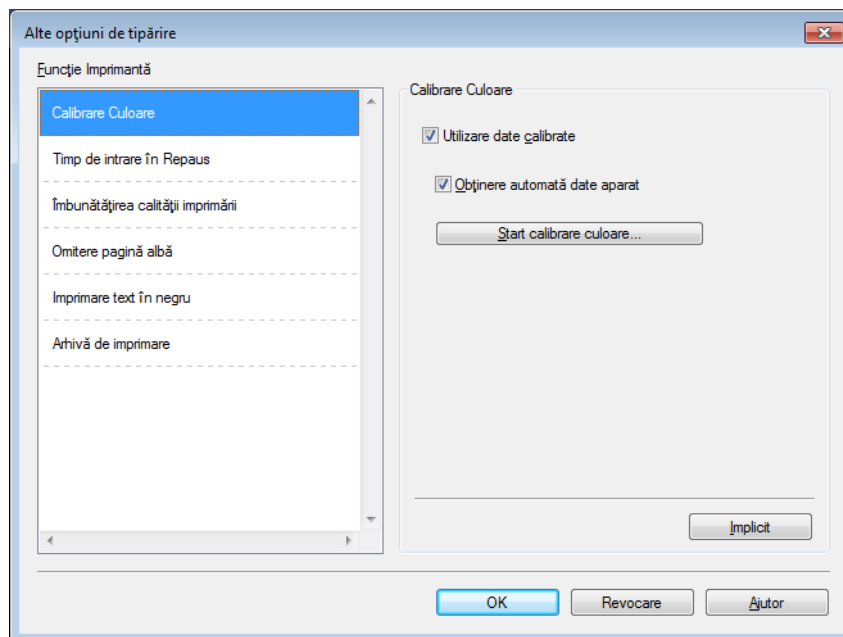 Alte opțiuni de tipărire
Funcție Imprimantă
Calibrare Culoare
Timp de intrare în Repaus
Îmbunătățirea calității imprimării
Omitere pagină albă
Imprimare text în negru
Arhivă de imprimare
Calibrare Culoare
Utilizare date calibrate
Obținere automată date aparat
Start calibrare culoare...
Implicit
OK
Revocare
Ajutor